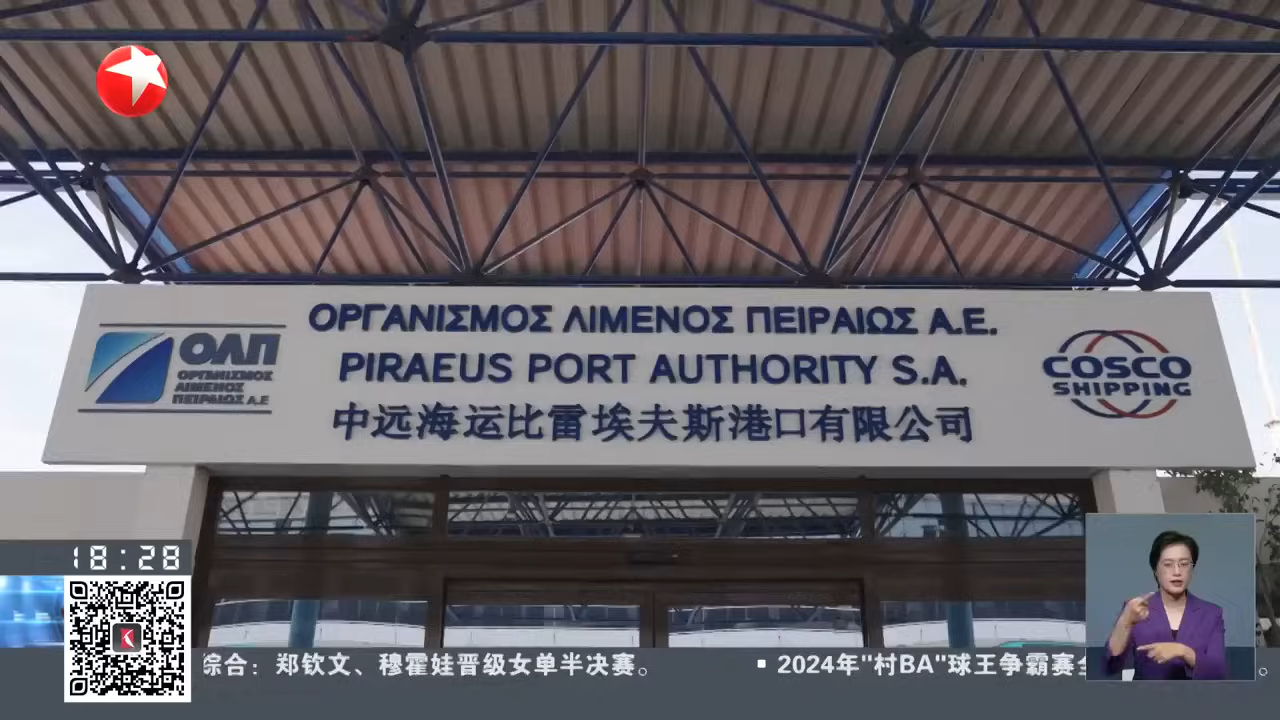 ΟΡΓΑΝΙΣΜΟΣ ΛΙΜΕΝΟΣ ΠΕΙΡΑΙΩΣ Α.Ε.
PIRAEUS PORT AUTHORITY S.A.
中远海运比雷埃夫斯港口有限公司
ΟΛΠ
ΟΡΓΑΝΙΣΜΟΣ
ΛΙΜΕΝΟΣ
ΠΕΙΡΑΙΩΣ Α.Ε
COSCO
SHIPPING
18:28
综合：郑钦文、穆霍娃晋级女单半决赛。
▪ 2024年"村BA"球王争霸赛